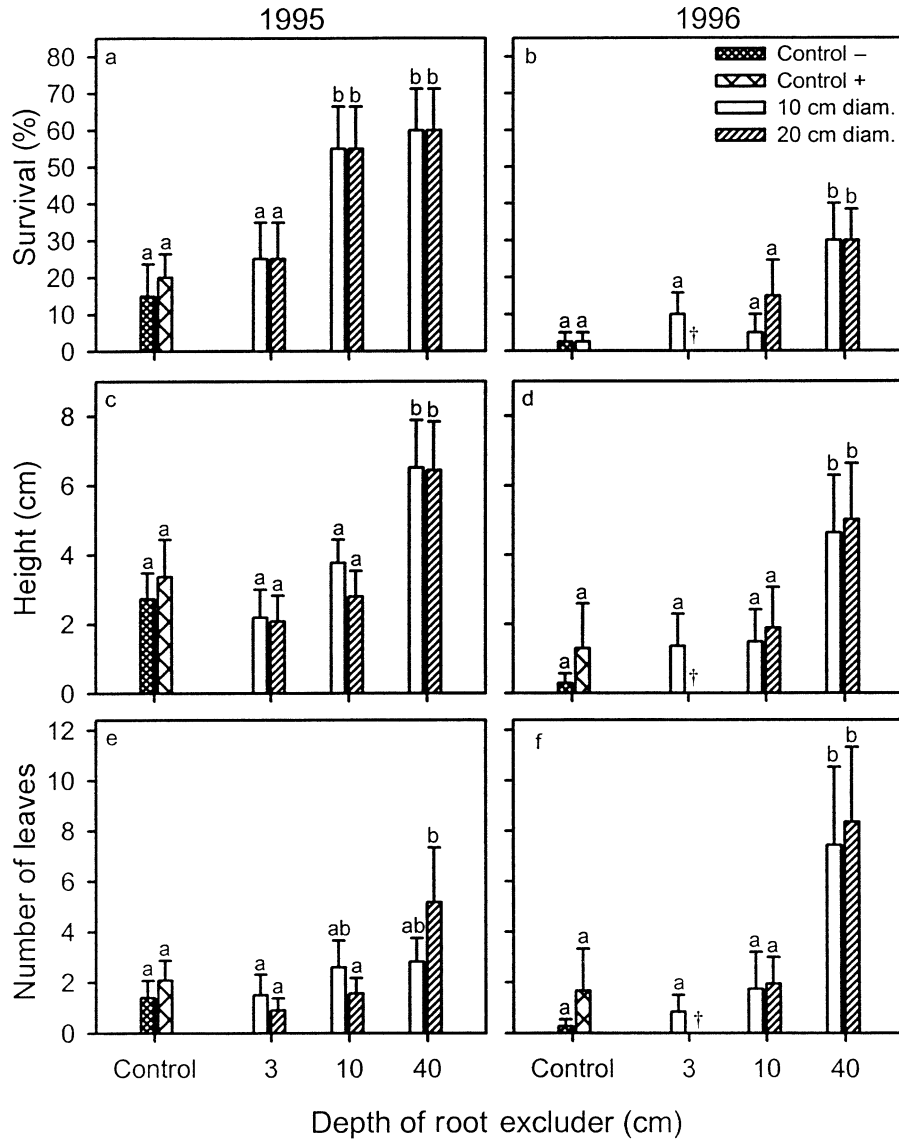 1995
1996
a
b
Control –
Control +
10 cm diam.
20 cm diam.
Survival (%)
80
70
60
50
40
30
20
10
0
a a
a a
b b
b b
a a
a
†
a
a
b b
c
d
Height (cm)
8
6
4
2
0
a
a
a a
a
a
b b
a
a
a
†
a
a
b
b
e
f
Number of leaves
12
10
8
6
4
2
0
a
a
a
a
ab
a
ab
b
a
a
a
†
a a
b
b
Control 3 10 40
Control 3 10 40
Depth of root excluder (cm)